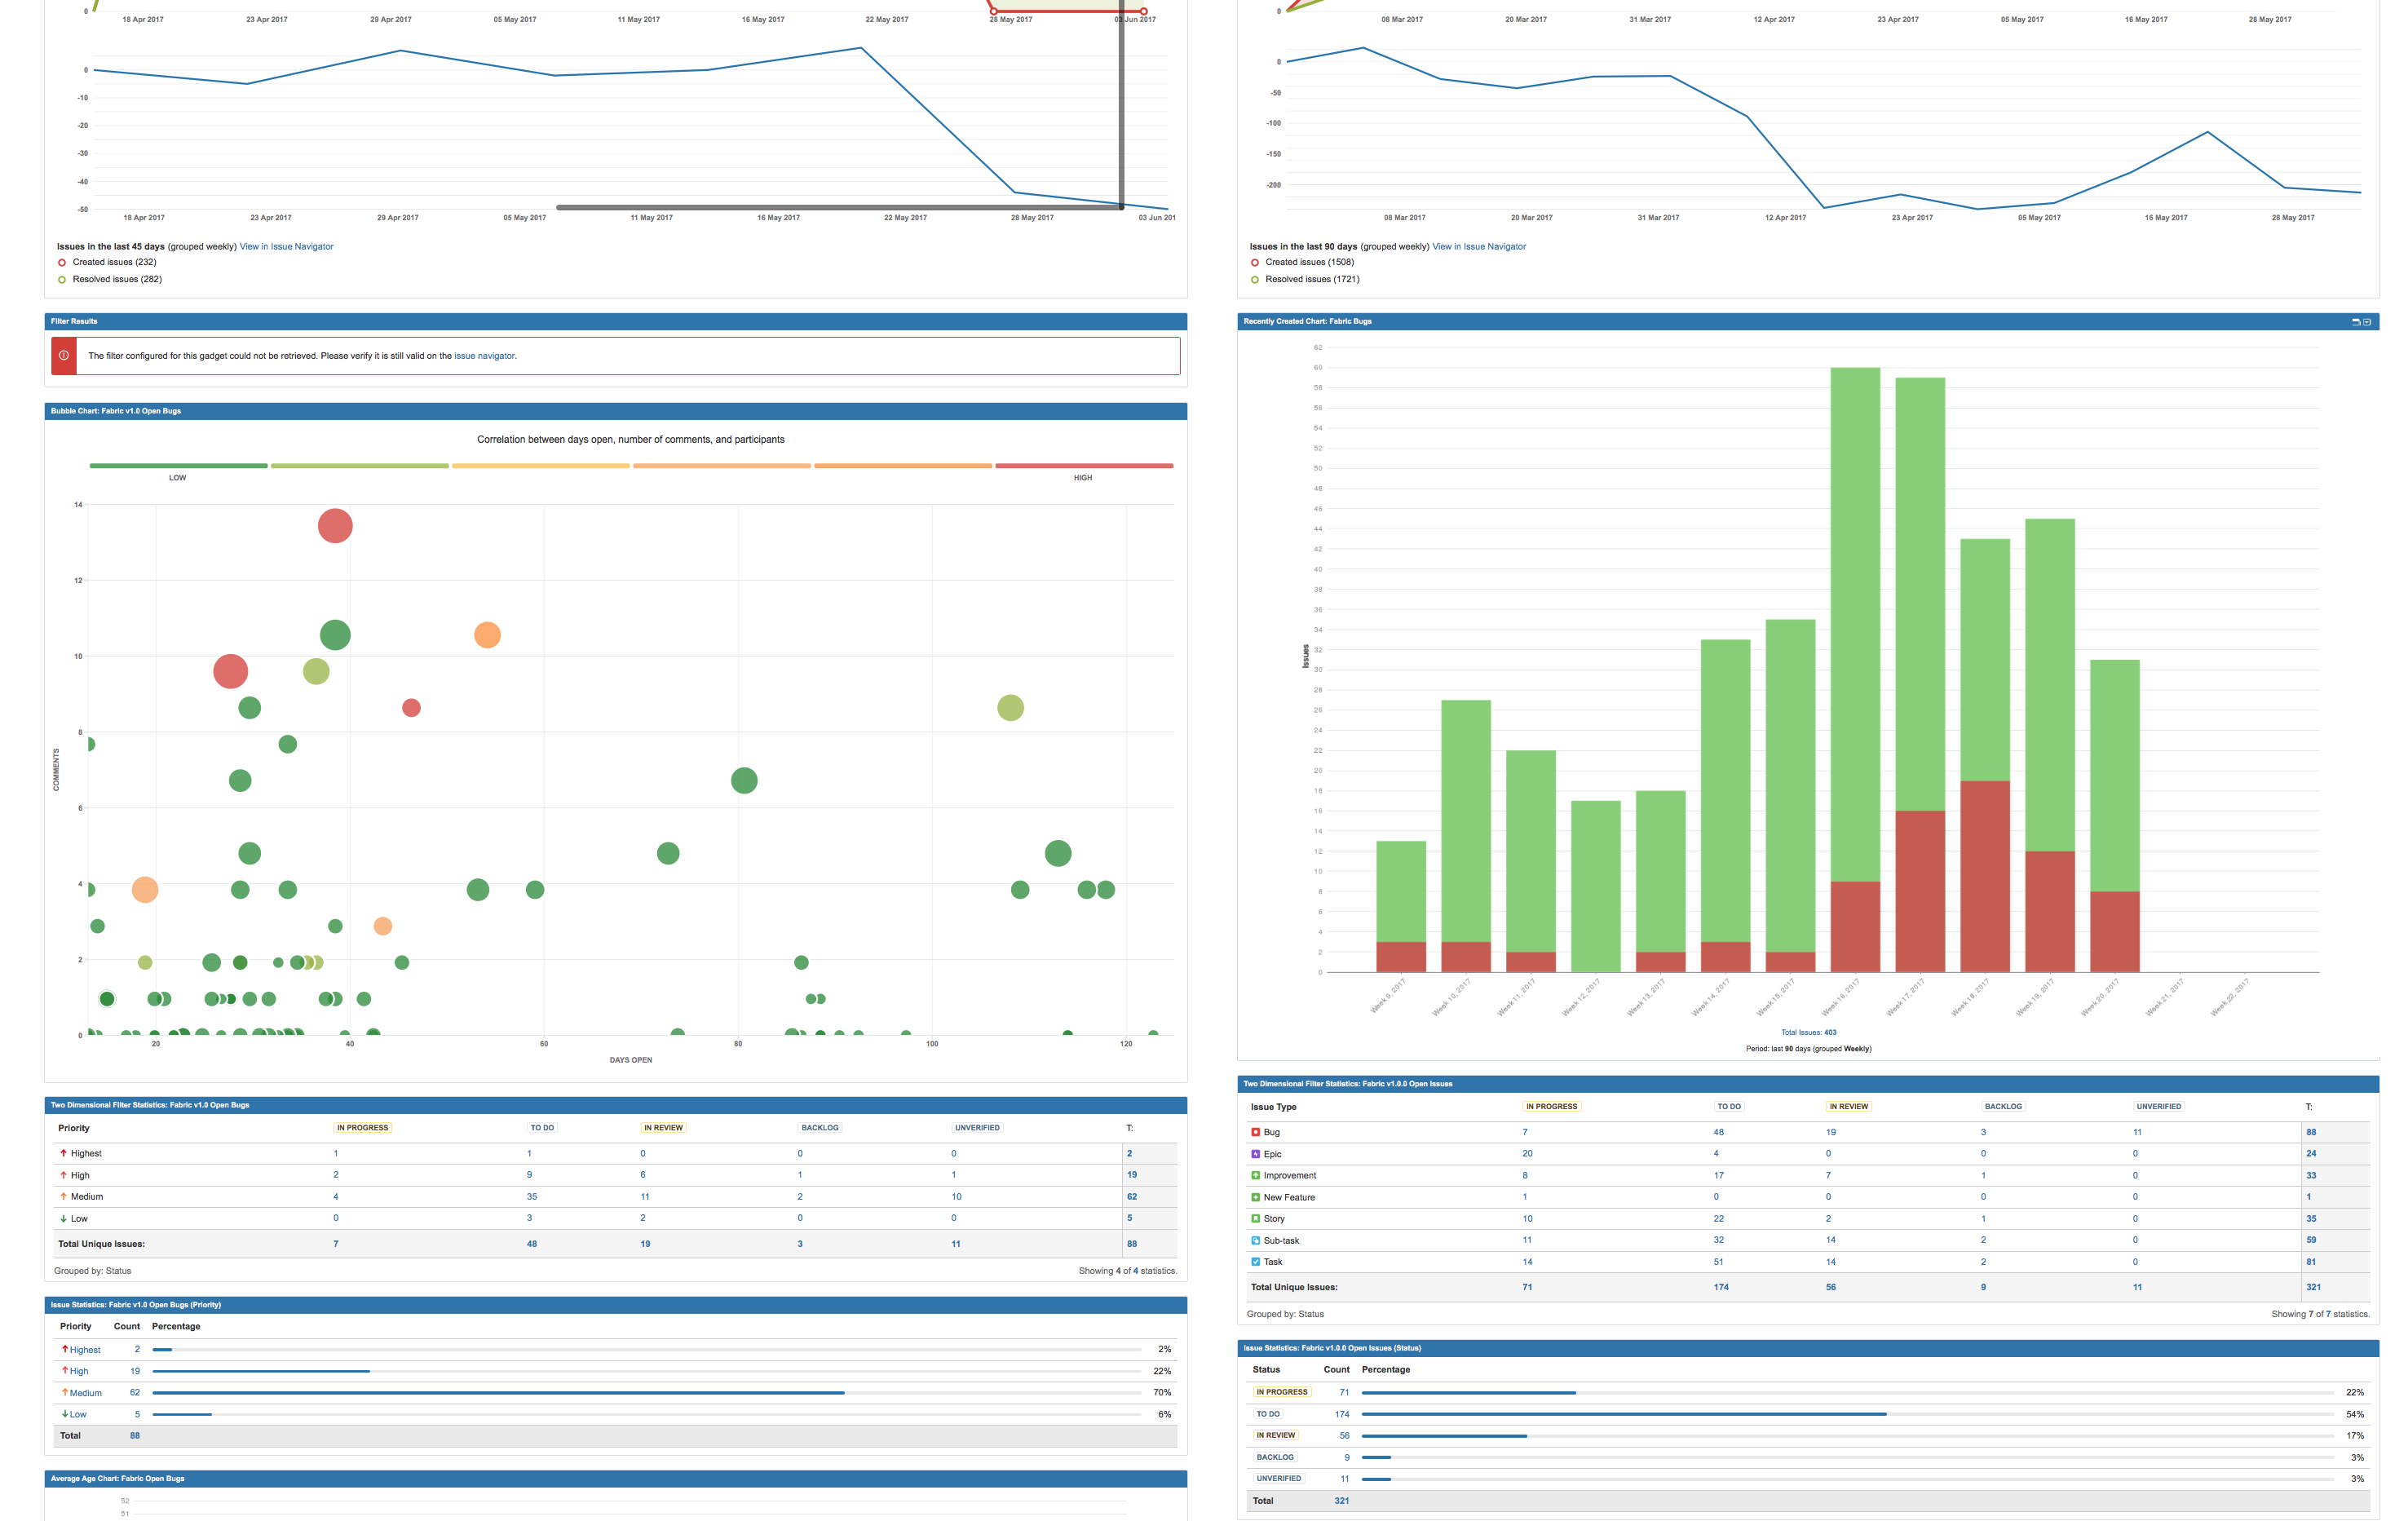 0
18 Apr 2017 23 Apr 2017 29 Apr 2017 05 May 2017 11 May 2017 16 May 2017 22 May 2017 28 May 2017 03 Jun 2017
0
-10
-20
-30
-40
-50
18 Apr 2017 23 Apr 2017 29 Apr 2017 05 May 2017 11 May 2017 16 May 2017 22 May 2017 28 May 2017 03 Jun 201
Issues in the last 45 days (grouped weekly) View in Issue Navigator
Created issues (232)
Resolved issues (282)
Filter Results
The filter configured for this gadget could not be retrieved. Please verify it is still valid on the issue navigator.
Bubble Chart: Fabric v1.0 Open Bugs
Correlation between days open, number of comments, and participants
LOW HIGH
14
12
10
8
COMMENTS
6
4
2
0
20 40 60 80 100 120
DAYS OPEN
Two Dimensional Filter Statistics: Fabric v1.0 Open Bugs
Priority IN PROGRESS TO DO IN REVIEW BACKLOG UNVERIFIED T:
Highest 1 1 0 0 0 2
High 2 9 6 1 1 19
Medium 4 35 11 2 10 62
Low 0 3 2 0 0 5
Total Unique Issues: 7 48 19 3 11 88
Grouped by: Status Showing 4 of 4 statistics.
Issue Statistics: Fabric v1.0 Open Bugs (Priority)
Priority Count Percentage
Highest 2 2%
High 19 22%
Medium 62 70%
Low 5 6%
Total 88
Average Age Chart: Fabric Open Bugs
52
51
0
08 Mar 2017 20 Mar 2017 31 Mar 2017 12 Apr 2017 23 Apr 2017 05 May 2017 16 May 2017 28 May 2017
0
-50
-100
-150
-200
08 Mar 2017 20 Mar 2017 31 Mar 2017 12 Apr 2017 23 Apr 2017 05 May 2017 16 May 2017 28 May 2017
Issues in the last 90 days (grouped weekly) View in Issue Navigator
Created issues (1508)
Resolved issues (1721)
Recently Created Chart: Fabric Bugs
62
60
58
56
54
52
50
48
46
44
42
40
38
36
34
32
Issues
30
28
26
24
22
20
18
16
14
12
10
8
6
4
2
0
Week 9, 2017 Week 10, 2017 Week 11, 2017 Week 12, 2017 Week 13, 2017 Week 14, 2017 Week 15, 2017 Week 16, 2017 Week 17, 2017 Week 18, 2017 Week 19, 2017 Week 20, 2017 Week 21, 2017 Week 22, 2017
Total Issues: 403
Period: last 90 days (grouped Weekly)
Two Dimensional Filter Statistics: Fabric v1.0.0 Open Issues
Issue Type IN PROGRESS TO DO IN REVIEW BACKLOG UNVERIFIED T:
Bug 7 48 19 3 11 88
Epic 20 4 0 0 0 24
Improvement 8 17 7 1 0 33
New Feature 1 0 0 0 0 1
Story 10 22 2 1 0 35
Sub-task 11 32 14 2 0 59
Task 14 51 14 2 0 81
Total Unique Issues: 71 174 56 9 11 321
Grouped by: Status Showing 7 of 7 statistics.
Issue Statistics: Fabric v1.0.0 Open Issues (Status)
Status Count Percentage
IN PROGRESS 71 22%
TO DO 174 54%
IN REVIEW 56 17%
BACKLOG 9 3%
UNVERIFIED 11 3%
Total 321